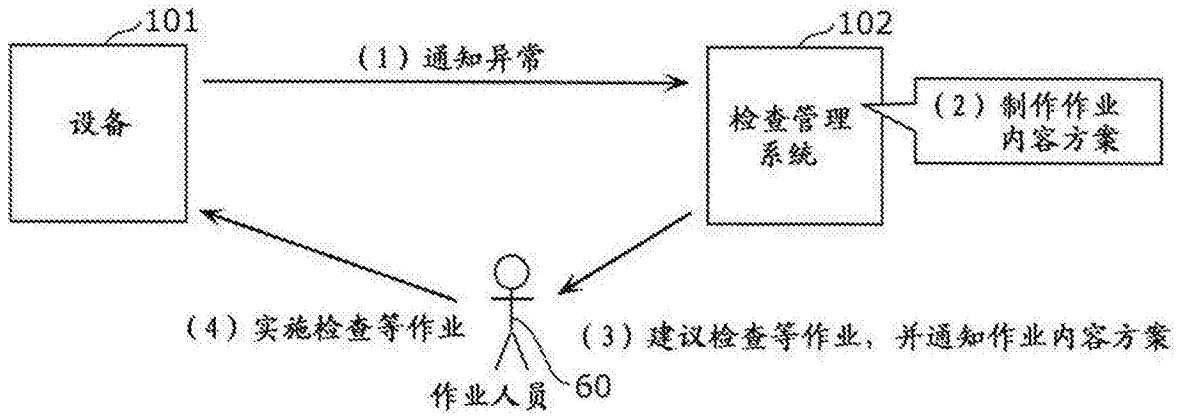 101
设备
(1)通知异常
102
检查管理
系统
(2)制作作业
内容方案
(4)实施检查等作业
作业人员
60
(3)建议检查等作业，并通知作业内容方案